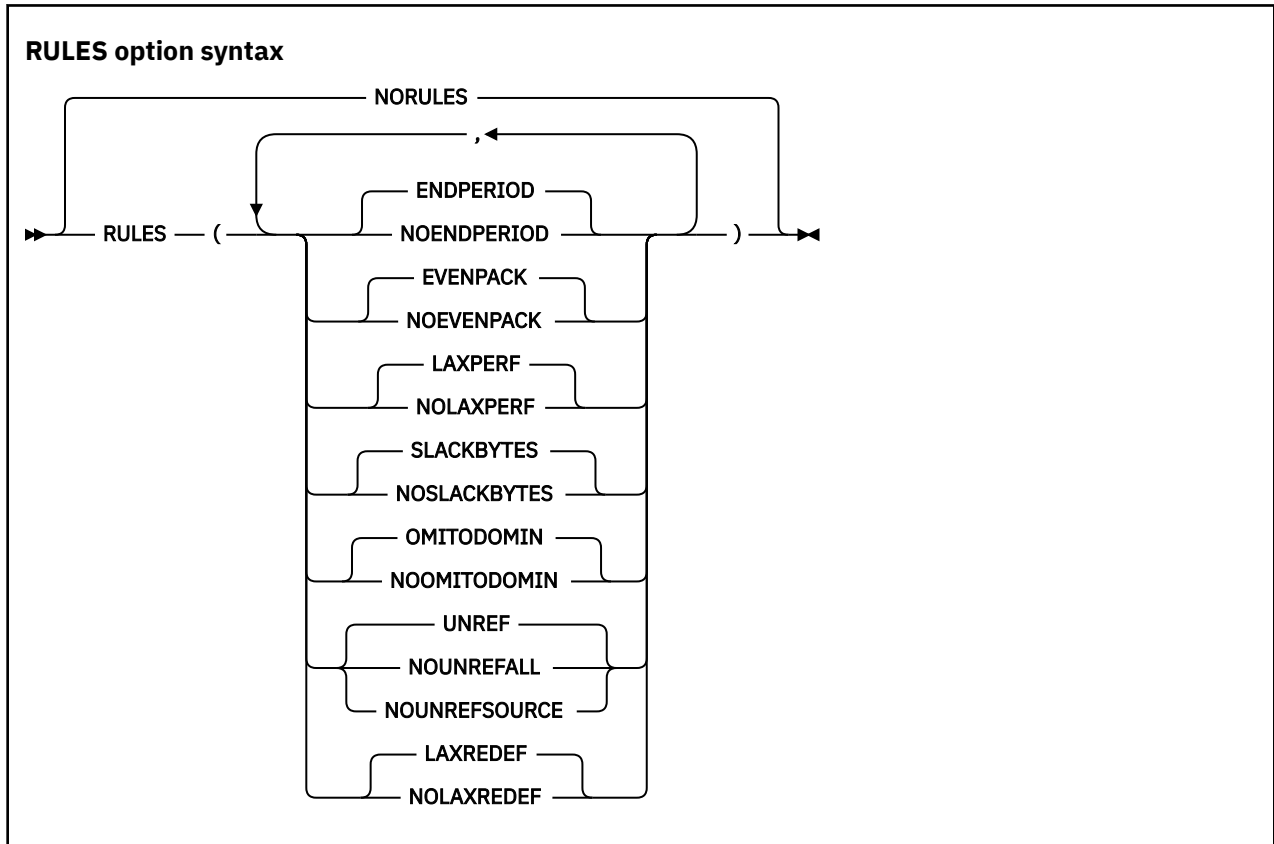 RULES option syntax
NORULES
,
ENDPERIOD
RULES ( NOENDPERIOD )
EVENPACK
NOEVENPACK
LAXPERF
NOLAXPERF
SLACKBYTES
NOSLACKBYTES
OMITODOMIN
NOOMITODOMIN
UNREF
NOUNREFALL
NOUNREFSOURCE
LAXREDEF
NOLAXREDEF